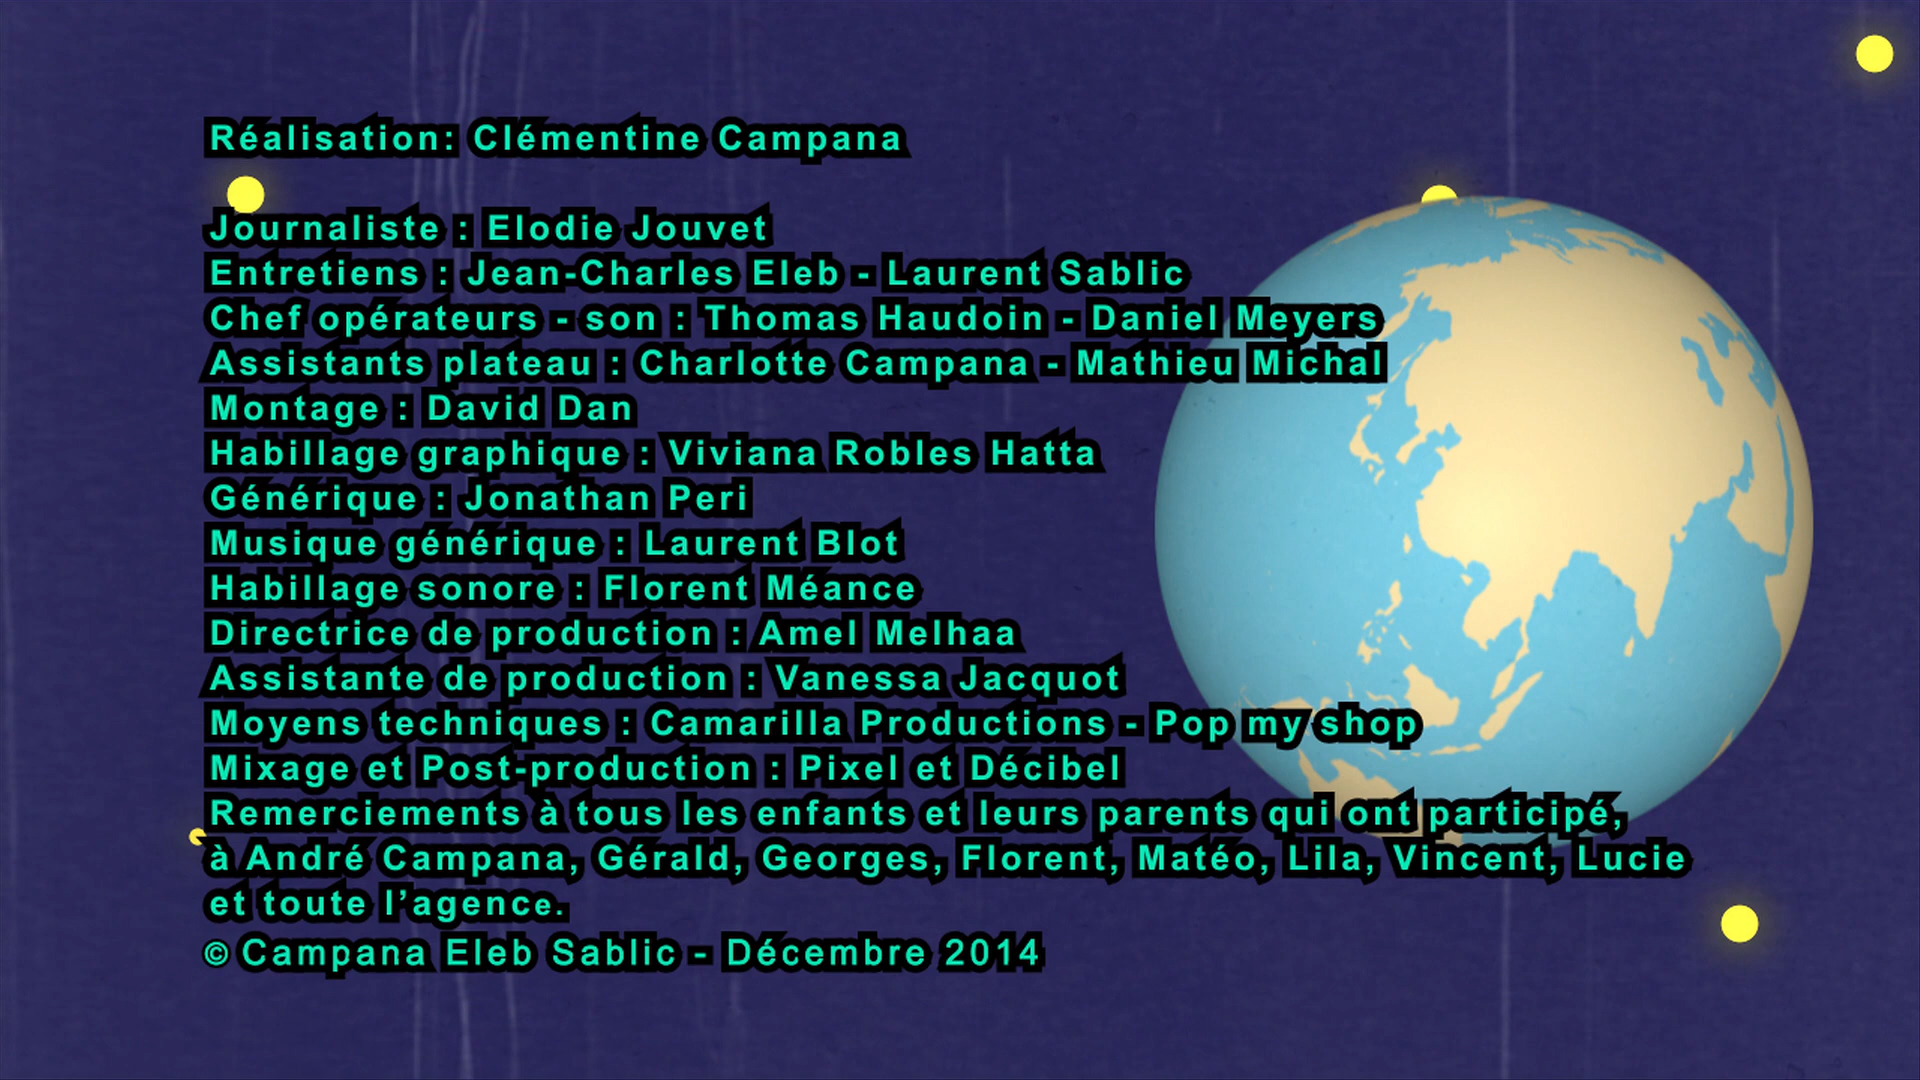 Réalisation: Clémentine Campana
Journaliste : Elodie Jouvet
Entretiens : Jean-Charles Eleb - Laurent Sablic
Chef opérateurs - son : Thomas Haudoin - Daniel Meyers
Assistants plateau : Charlotte Campana - Mathieu Michal
Montage : David Dan
Habillage graphique : Viviana Robles Hatta
Générique : Jonathan Peri
Musique générique : Laurent Blot
Habillage sonore : Florent Méance
Directrice de production : Amel Melhaa
Assistante de production : Vanessa Jacquot
Moyens techniques : Camarilla Productions - Pop my shop
Mixage et Post-production : Pixel et Décibel
Remerciements à tous les enfants et leurs parents qui ont participé,
à André Campana, Gérald, Georges, Florent, Matéo, Lila, Vincent, Lucie
et toute l’agence.
© Campana Eleb Sablic - Décembre 2014